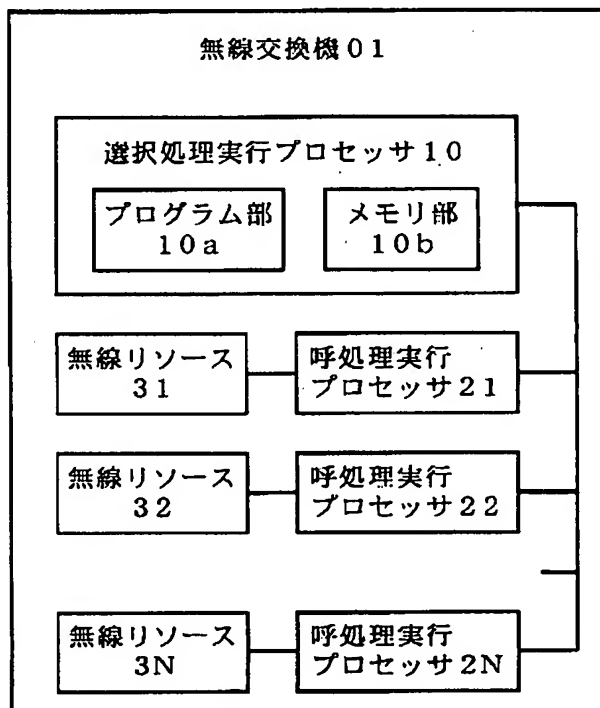 無線交換機01
選択処理実行プロセッサ10
プログラム部
10a
メモリ部
10b
無線リソース
31
呼処理実行
プロセッサ21
無線リソース
32
呼処理実行
プロセッサ22
無線リソース
3N
呼処理実行
プロセッサ2N